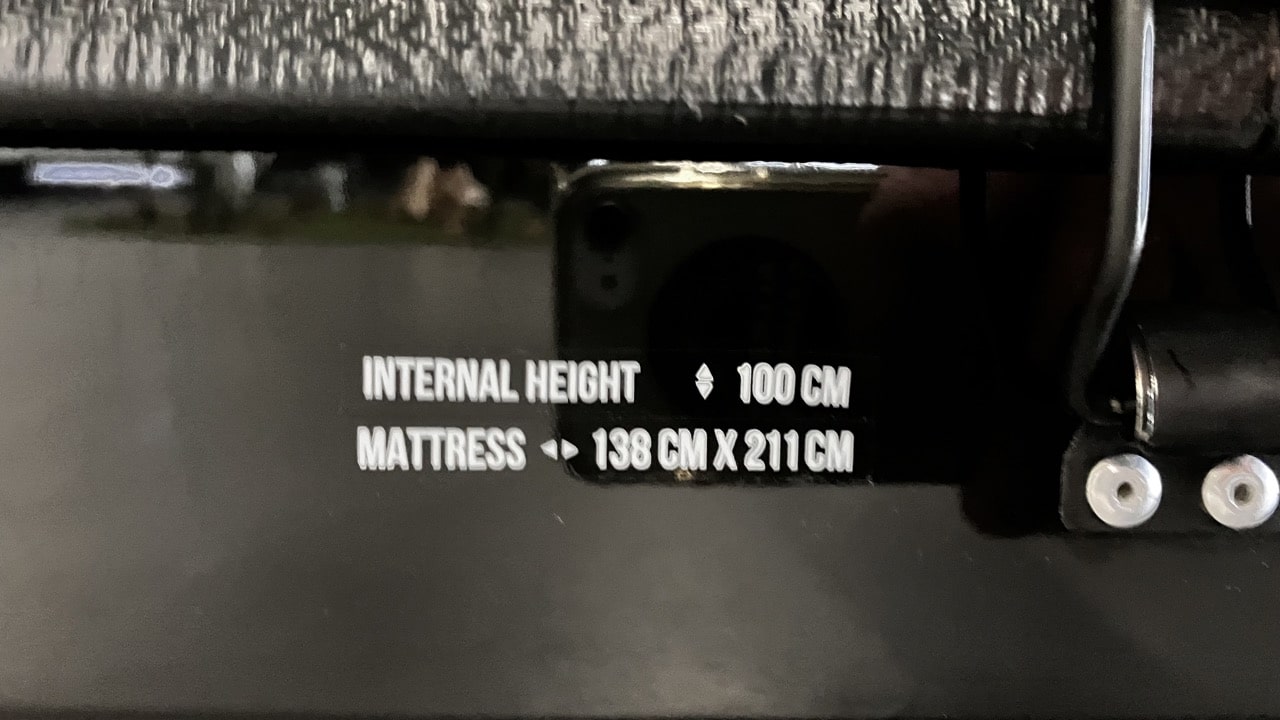 INTERNAL HEIGHT 100 CM
MATTRESS 138 CM X 211 CM